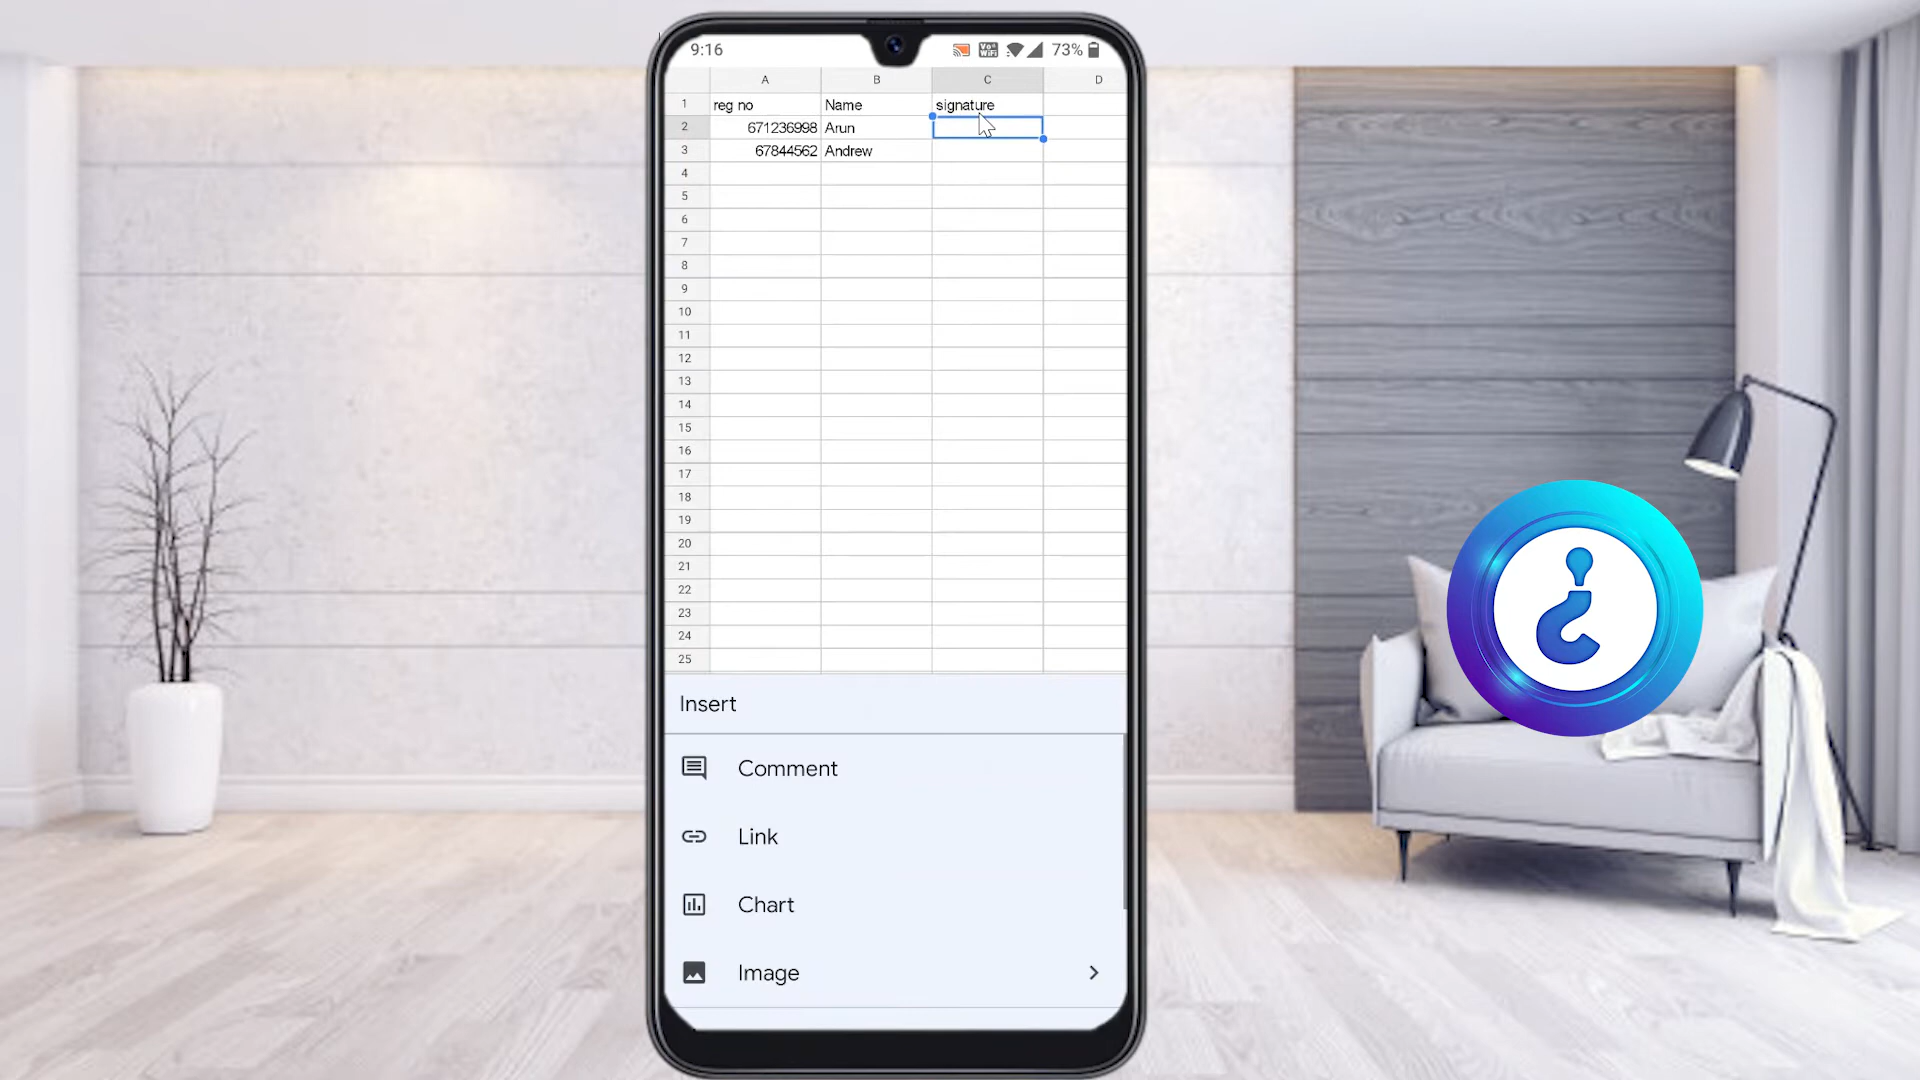 9:16 Vo WiFi 73%
A B C D
1 reg no Name signature
2 671236998 Arun
3 67844562 Andrew
4
5
6
7
8
9
10
11
12
13
14
15
16
17
18
19
20
21
22
23
24
25
Insert
Comment
Link
Chart
Image